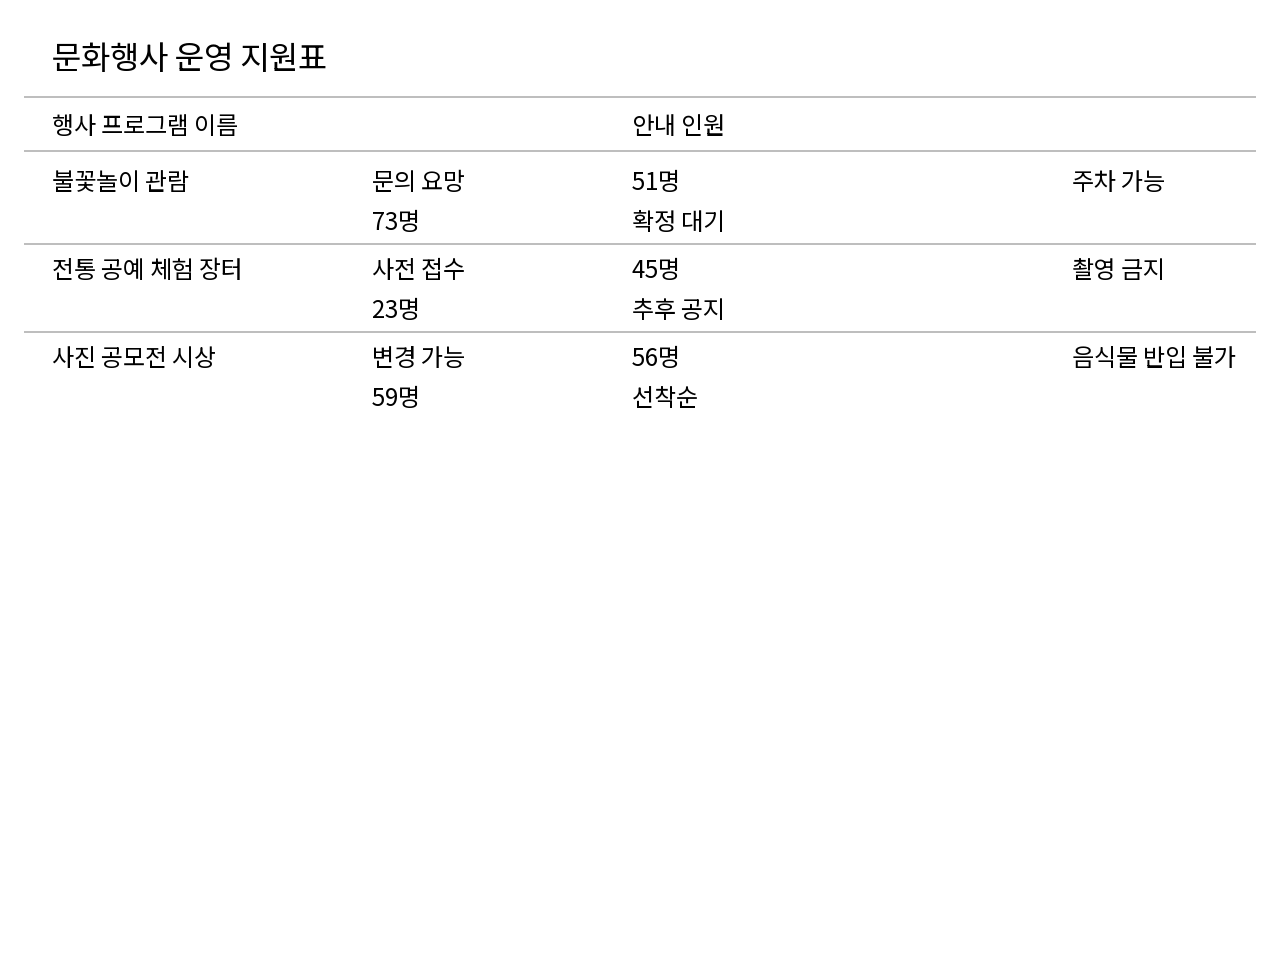 문화행사 운영 지원표
행사 프로그램 이름 안내 인원
불꽃놀이 관람 문의 요망 51명 주차 가능
73명 확정 대기
전통 공예 체험 장터 사전 접수 45명 촬영 금지
23명 추후 공지
사진 공모전 시상 변경 가능 56명 음식물 반입 불가
59명 선착순